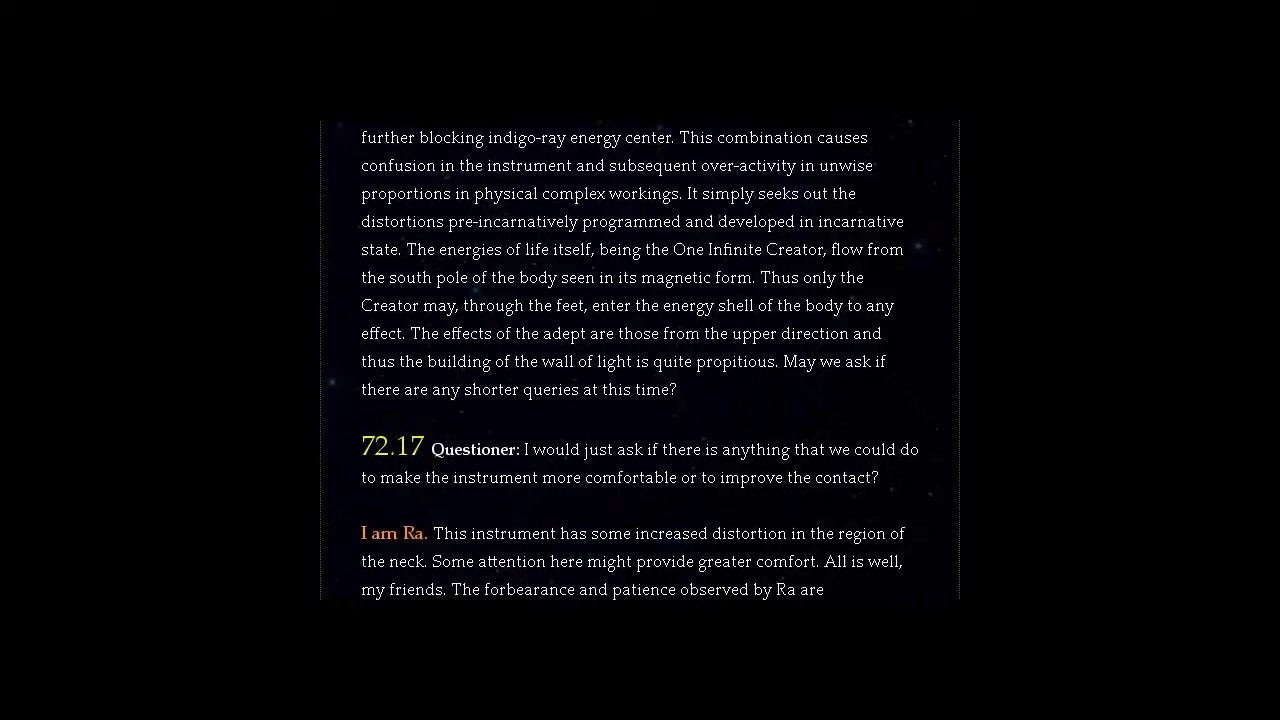 further blocking indigo-ray energy center. This combination causes
confusion in the instrument and subsequent over-activity in unwise
proportions in physical complex workings. It simply seeks out the
distortions pre-incarnatively programmed and developed in incarnative
state. The energies of life itself, being the One Infinite Creator, flow from
the south pole of the body seen in its magnetic form. Thus only the
Creator may, through the feet, enter the energy shell of the body to any
effect. The effects of the adept are those from the upper direction and
thus the building of the wall of light is quite propitious. May we ask if
there are any shorter queries at this time?
72.17 Questioner: I would just ask if there is anything that we could do
to make the instrument more comfortable or to improve the contact?
I am Ra. This instrument has some increased distortion in the region of
the neck. Some attention here might provide greater comfort. All is well,
my friends. The forbearance and patience observed by Ra are